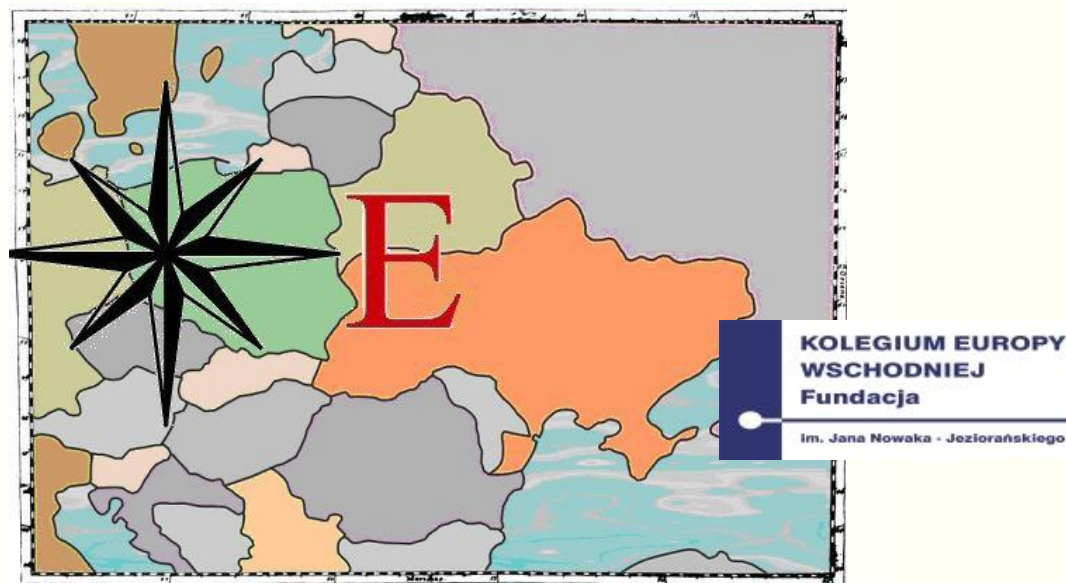 E
KOLEGIUM EUROPY
WSCHODNIEJ
Fundacja
im. Jana Nowaka - Jeziorańskiego